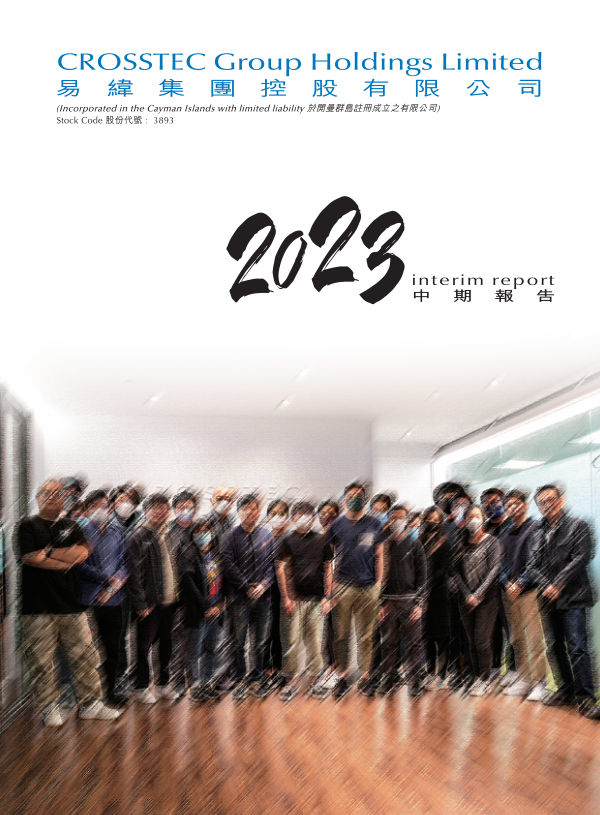 CROSSTEC Group Holdings Limited
易緯集團控股有限公司
(Incorporated in the Cayman Islands with limited liability 於開曼群島註冊成立之有限公司)
Stock Code 股份代號： 3893
2023
interim report
中期報告